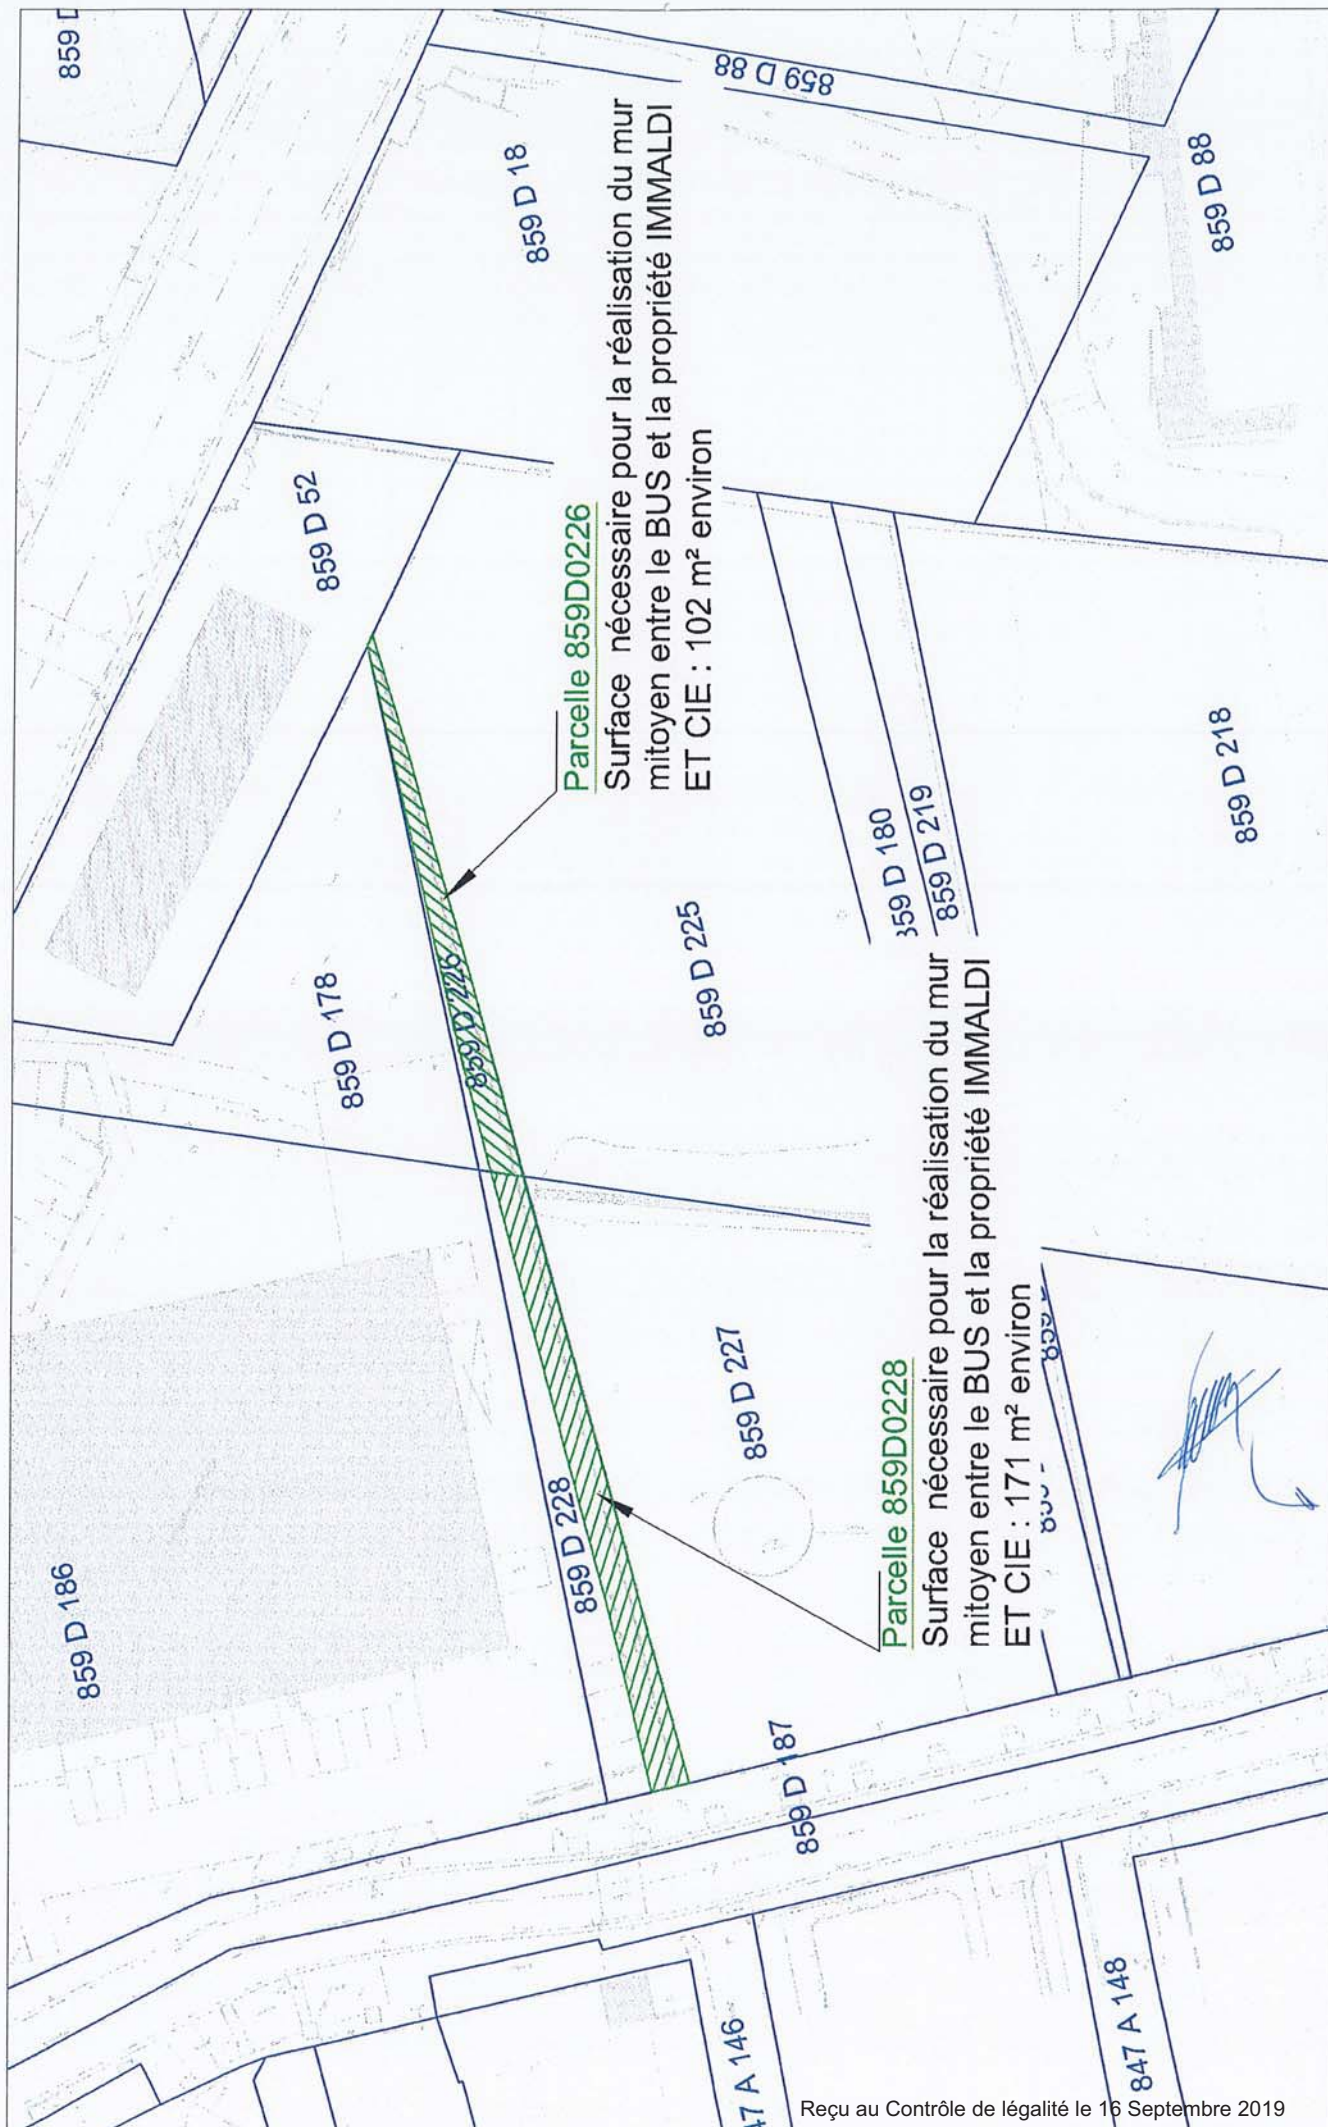 859 D
859 D 18
859 D 88
859 D 88
859 D 52
Parcelle 859D0226
Surface nécessaire pour la réalisation du mur
mitoyen entre le BUS et la propriété IMMALDI
ET CIE : 102 m² environ
859 D 178
859 D 226
859 D 225
859 D 180
859 D 219
859 D 218
859 D 186
859 D 228
859 D 227
Parcelle 859D0228
Surface nécessaire pour la réalisation du mur
mitoyen entre le BUS et la propriété IMMALDI
ET CIE : 171 m² environ
859 D 187
47 A 146
847 A 148
Reçu au Contrôle de légalité le 16 Septembre 2019